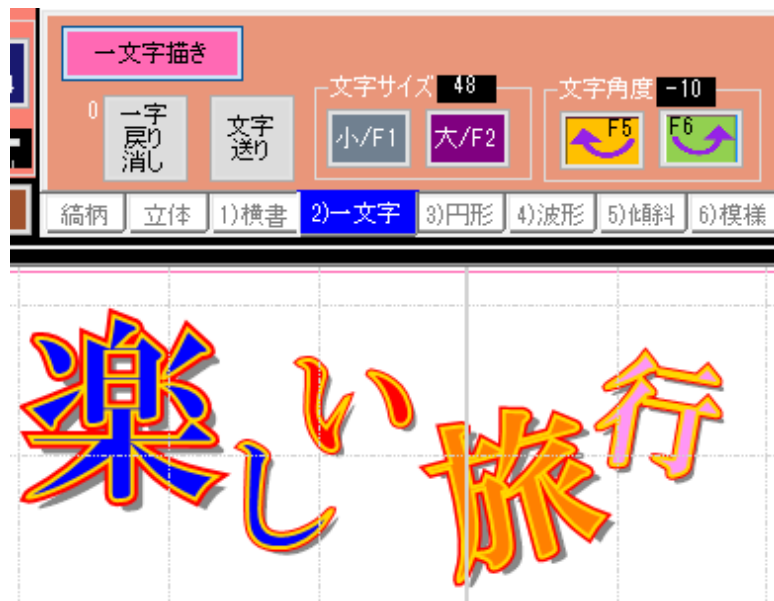 一文字描き
文字サイズ 48
文字角度 -10
0
一字戻り消し
文字送り
小/F1
大/F2
F5
F6
縞柄
立体
1)横書
2)一文字
3)円形
4)波形
5)傾斜
6)模様
楽しい旅行